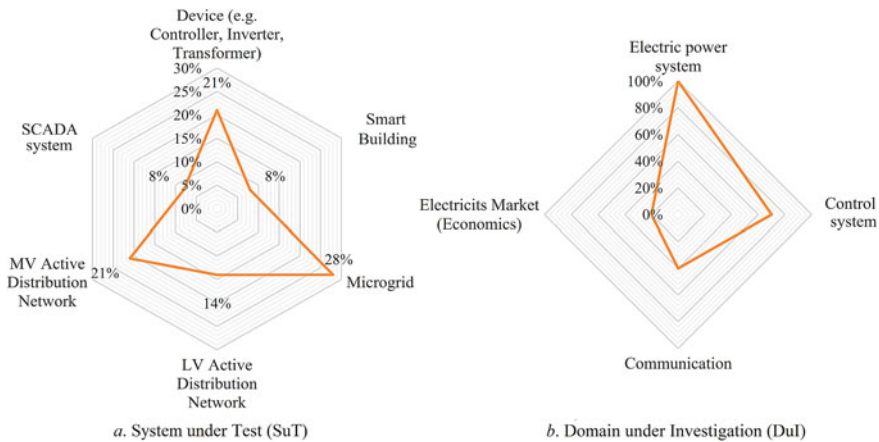 Device (e.g.
Controller, Inverter,
Transformer)
30%
21%
25%
20%
15%
10%
5%
0%
8%
8%
28%
14%
21%
Smart
Building
Microgrid
LV Active
Distribution
Network
MV Active
Distribution
Network
SCADA
system
a. System under Test (SuT)
Electric power
system
100%
80%
60%
40%
20%
0%
Control
system
Communication
Electricits Market
(Economics)
b. Domain under Investigation (DuI)